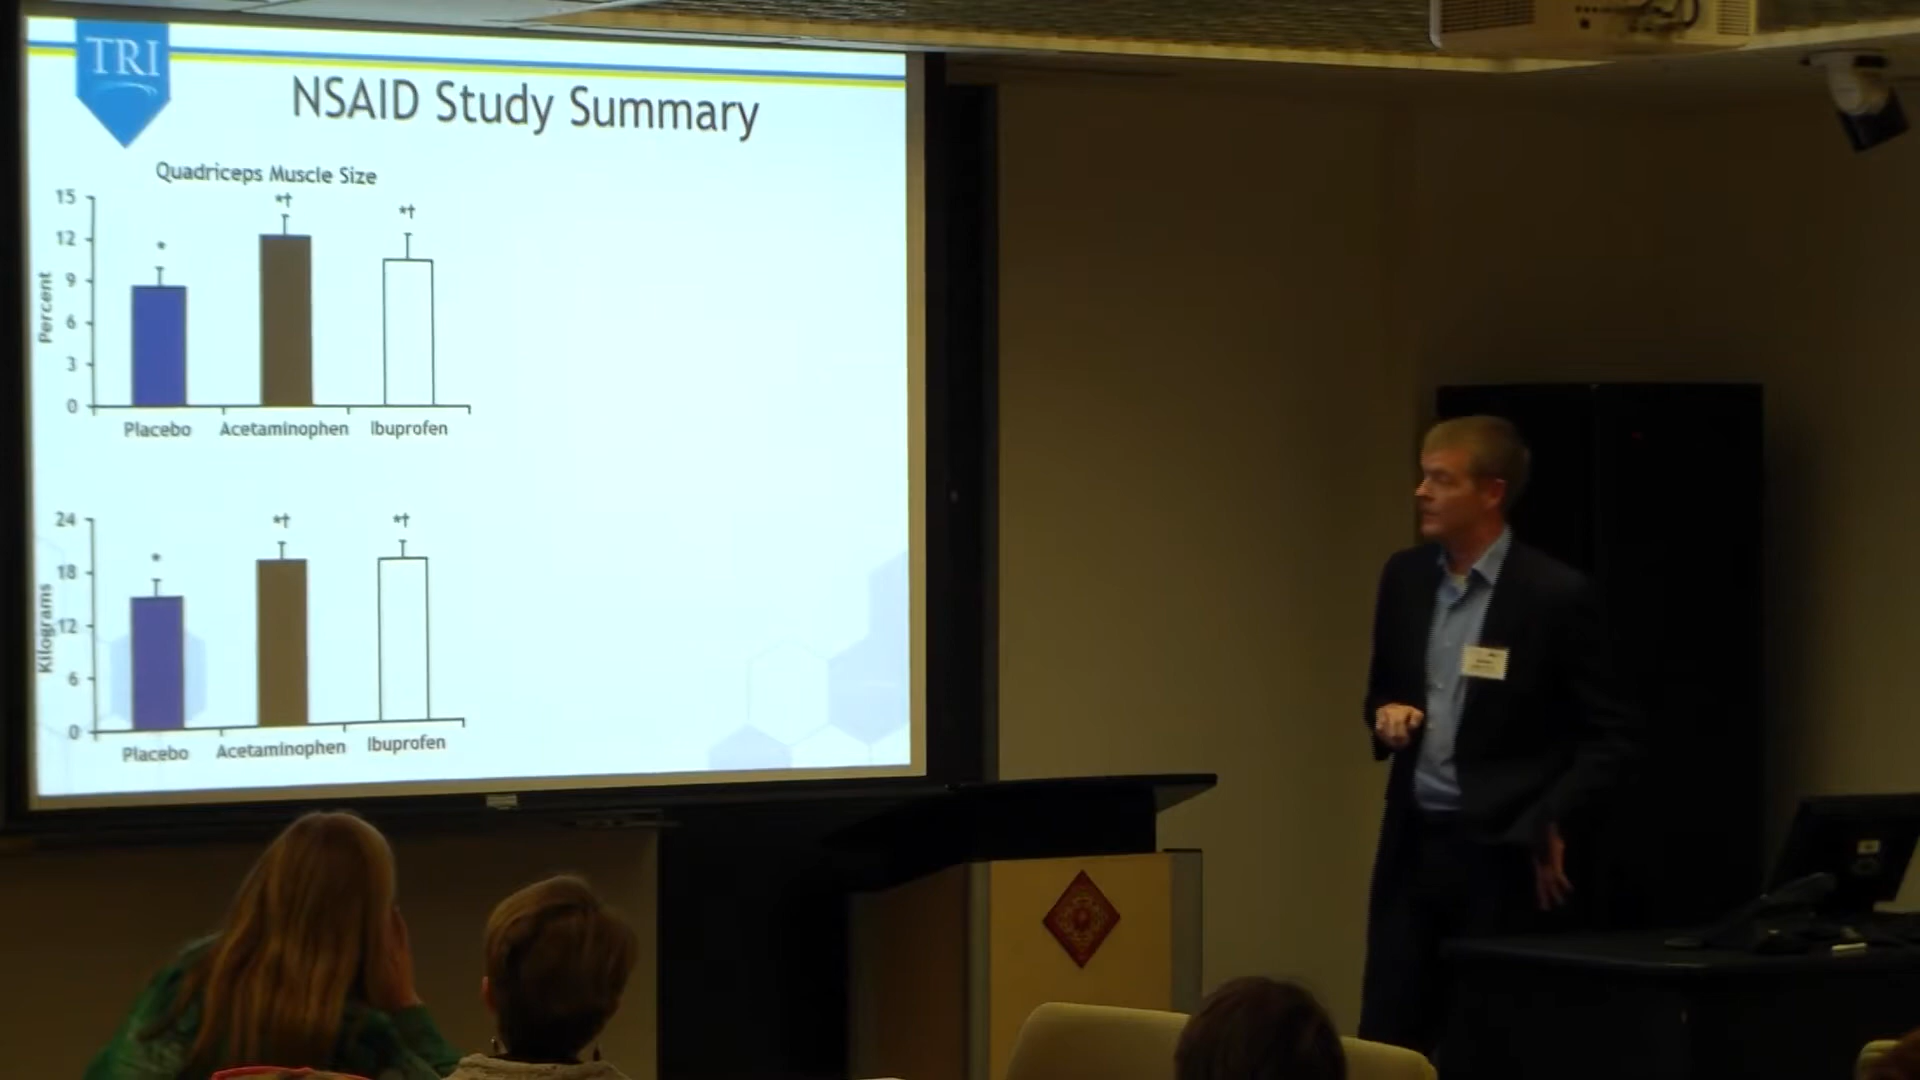 TRI
NSAID Study Summary
Quadriceps Muscle Size
15
12
9
6
3
0
Percent
*
*†
*†
Placebo Acetaminophen Ibuprofen
24
18
12
6
0
Kilograms
*
*†
*†
Placebo Acetaminophen Ibuprofen